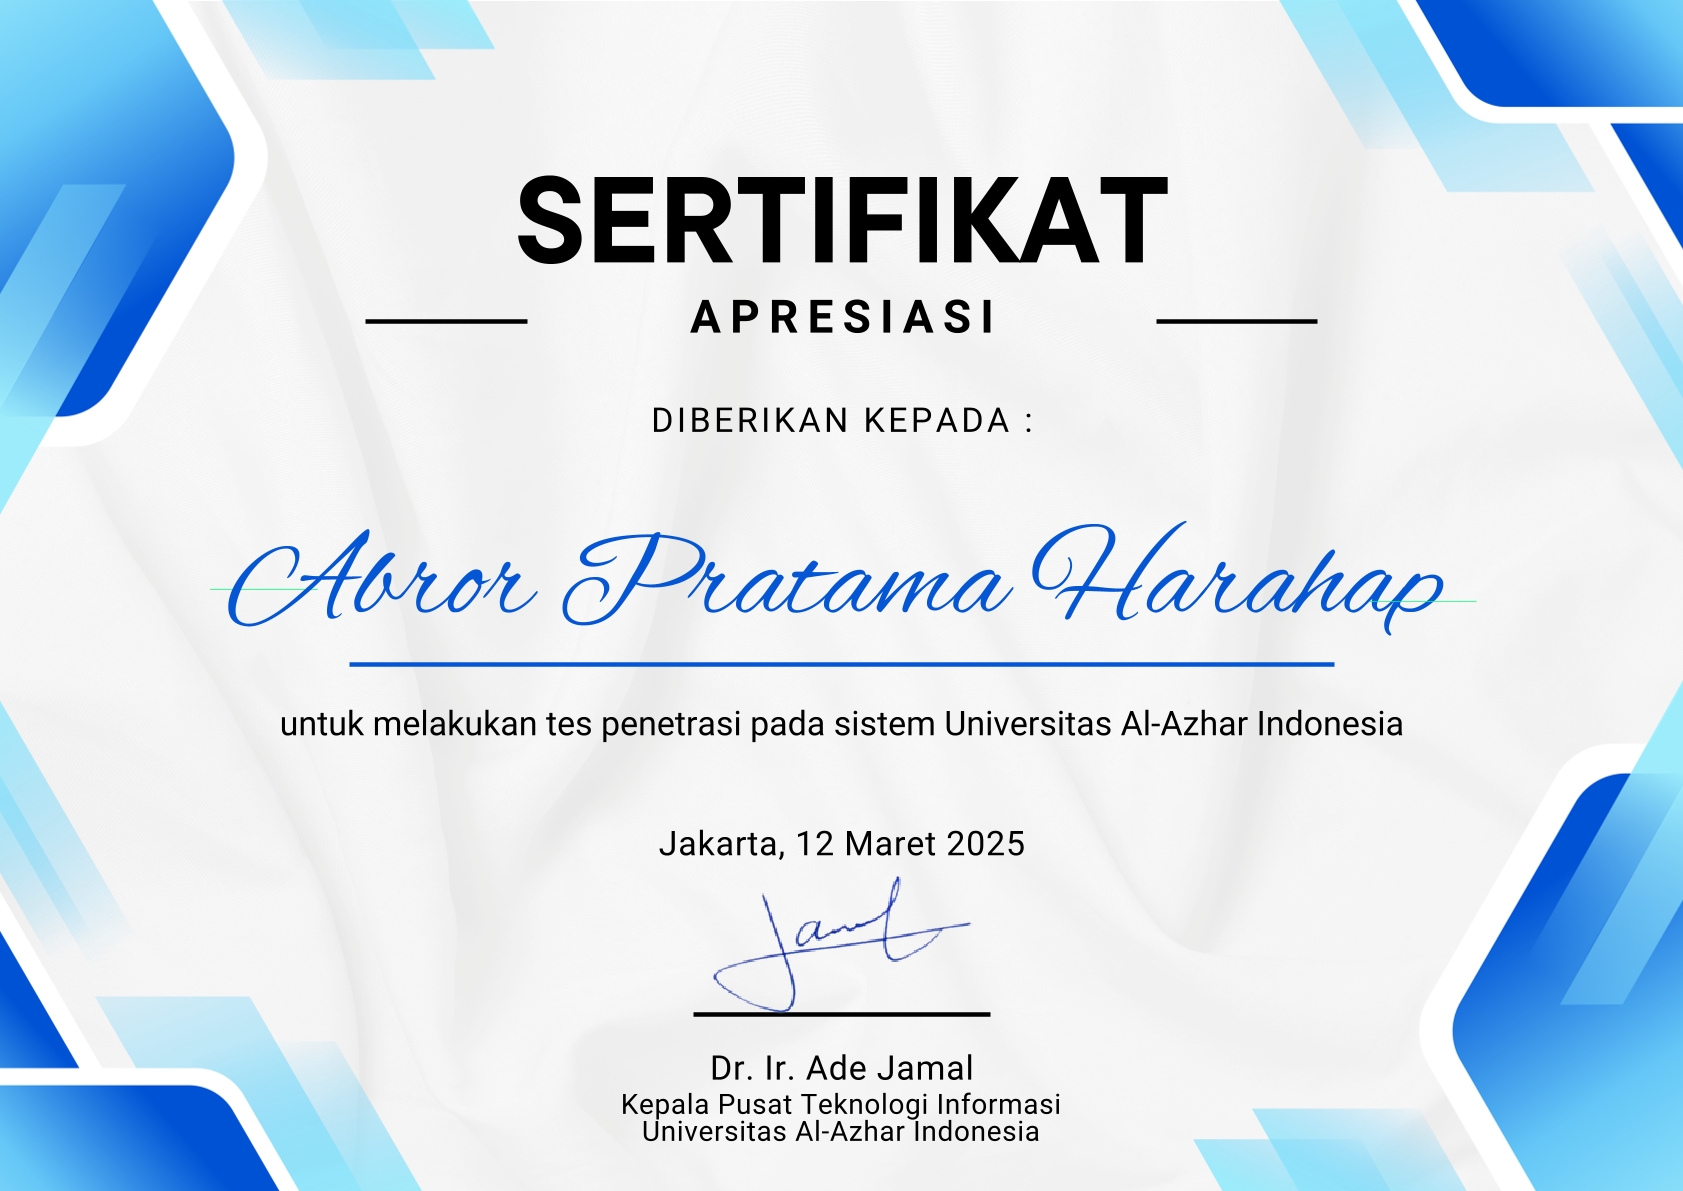 SERTIFIKAT
APRESIASI
DIBERIKAN KEPADA :
Abror Pratama Harahap
untuk melakukan tes penetrasi pada sistem Universitas Al-Azhar Indonesia
Jakarta, 12 Maret 2025
Jamal
Dr. Ir. Ade Jamal
Kepala Pusat Teknologi Informasi
Universitas Al-Azhar Indonesia